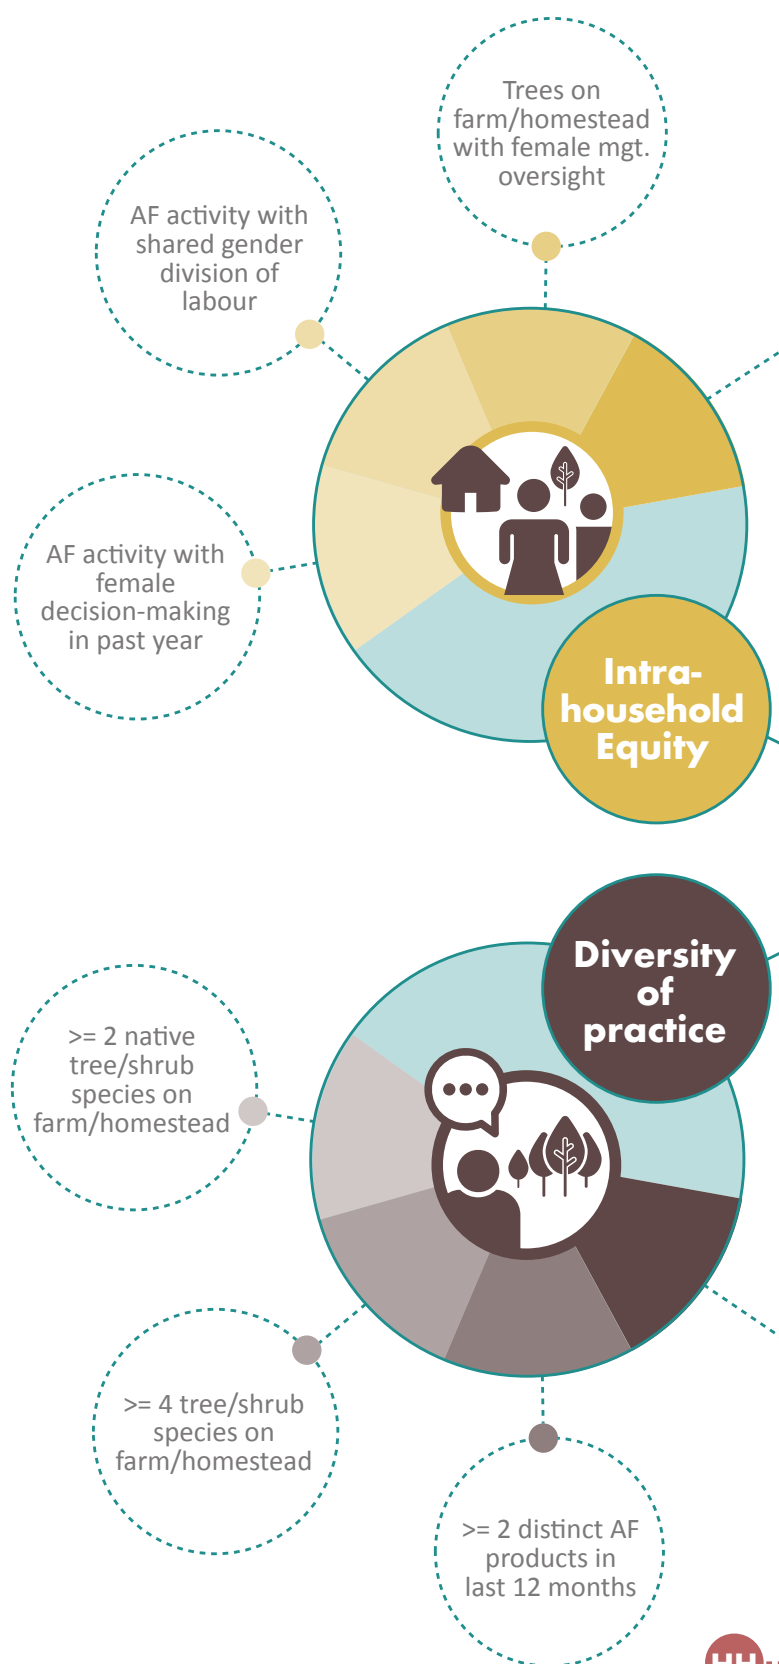 Trees on
farm/homestead
with female mgt.
oversight
AF activity with
shared gender
division of
labour
AF activity with
female
decision-making
in past year
Intra-
household
Equity
Diversity
of
practice
>= 2 native
tree/shrub
species on
farm/homestead
>= 4 tree/shrub
species on
farm/homestead
>= 2 distinct AF
products in
last 12 months